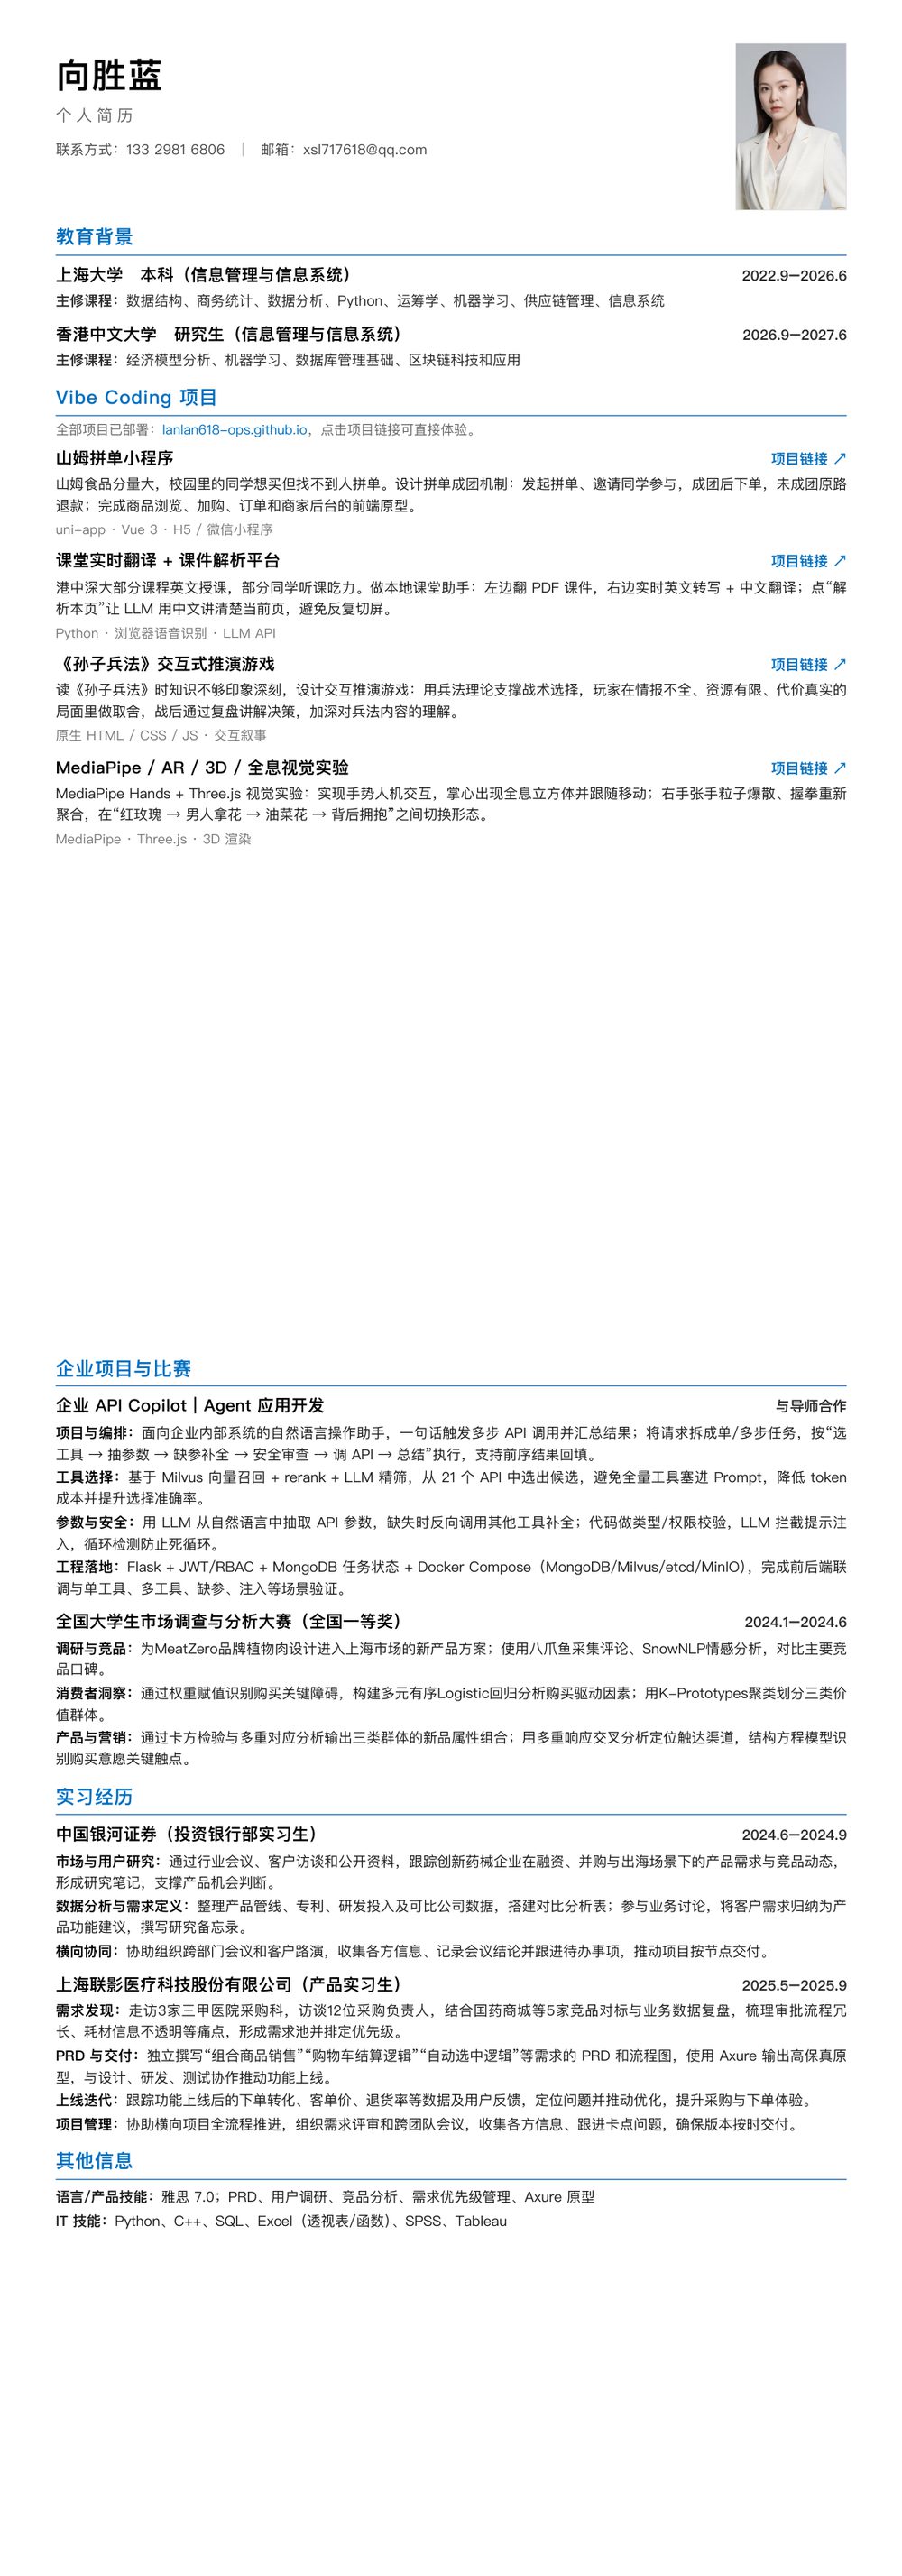 向胜蓝
个人简历
联系方式：133 2981 6806 ｜ 邮箱：xsl717618@qq.com
教育背景
上海大学　本科（信息管理与信息系统） 2022.9—2026.6
主修课程：数据结构、商务统计、数据分析、Python、运筹学、机器学习、供应链管理、信息系统
香港中文大学　研究生（信息管理与信息系统） 2026.9—2027.6
主修课程：经济模型分析、机器学习、数据库管理基础、区块链科技和应用
Vibe Coding 项目
全部项目已部署：lanlan618-ops.github.io，点击项目链接可直接体验。
山姆拼单小程序 项目链接 ↗
山姆食品分量大，校园里的同学想买但找不到人拼单。设计拼单成团机制：发起拼单、邀请同学参与，成团后下单，未成团原路
退款；完成商品浏览、加购、订单和商家后台的前端原型。
uni-app · Vue 3 · H5 / 微信小程序
课堂实时翻译 + 课件解析平台 项目链接 ↗
港中深大部分课程英文授课，部分同学听课吃力。做本地课堂助手：左边翻 PDF 课件，右边实时英文转写 + 中文翻译；点“解
析本页”让 LLM 用中文讲清楚当前页，避免反复切屏。
Python · 浏览器语音识别 · LLM API
《孙子兵法》交互式推演游戏 项目链接 ↗
读《孙子兵法》时知识不够印象深刻，设计交互推演游戏：用兵法理论支撑战术选择，玩家在情报不全、资源有限、代价真实的
局面里做取舍，战后通过复盘讲解决策，加深对兵法内容的理解。
原生 HTML / CSS / JS · 交互叙事
MediaPipe / AR / 3D / 全息视觉实验 项目链接 ↗
MediaPipe Hands + Three.js 视觉实验：实现手势人机交互，掌心出现全息立方体并跟随移动；右手张手粒子爆散、握拳重新
聚合，在“红玫瑰 → 男人拿花 → 油菜花 → 背后拥抱”之间切换形态。
MediaPipe · Three.js · 3D 渲染
企业项目与比赛
企业 API Copilot｜Agent 应用开发 与导师合作
项目与编排：面向企业内部系统的自然语言操作助手，一句话触发多步 API 调用并汇总结果；将请求拆成单/多步任务，按“选
工具 → 抽参数 → 缺参补全 → 安全审查 → 调 API → 总结”执行，支持前序结果回填。
工具选择：基于 Milvus 向量召回 + rerank + LLM 精筛，从 21 个 API 中选出候选，避免全量工具塞进 Prompt，降低 token
成本并提升选择准确率。
参数与安全：用 LLM 从自然语言中抽取 API 参数，缺失时反向调用其他工具补全；代码做类型/权限校验，LLM 拦截提示注
入，循环检测防止死循环。
工程落地：Flask + JWT/RBAC + MongoDB 任务状态 + Docker Compose（MongoDB/Milvus/etcd/MinIO），完成前后端联
调与单工具、多工具、缺参、注入等场景验证。
全国大学生市场调查与分析大赛（全国一等奖） 2024.1—2024.6
调研与竞品：为MeatZero品牌植物肉设计进入上海市场的新产品方案；使用八爪鱼采集评论、SnowNLP情感分析，对比主要竞
品口碑。
消费者洞察：通过权重赋值识别购买关键障碍，构建多元有序Logistic回归分析购买驱动因素；用K-Prototypes聚类划分三类价
值群体。
产品与营销：通过卡方检验与多重对应分析输出三类群体的新品属性组合；用多重响应交叉分析定位触达渠道，结构方程模型识
别购买意愿关键触点。
实习经历
中国银河证券（投资银行部实习生） 2024.6—2024.9
市场与用户研究：通过行业会议、客户访谈和公开资料，跟踪创新药械企业在融资、并购与出海场景下的产品需求与竞品动态，
形成研究笔记，支撑产品机会判断。
数据分析与需求定义：整理产品管线、专利、研发投入及可比公司数据，搭建对比分析表；参与业务讨论，将客户需求归纳为产
品功能建议，撰写研究备忘录。
横向协同：协助组织跨部门会议和客户路演，收集各方信息、记录会议结论并跟进待办事项，推动项目按节点交付。
上海联影医疗科技股份有限公司（产品实习生） 2025.5—2025.9
需求发现：走访3家三甲医院采购科，访谈12位采购负责人，结合国药商城等5家竞品对标与业务数据复盘，梳理审批流程冗
长、耗材信息不透明等痛点，形成需求池并排定优先级。
PRD 与交付：独立撰写“组合商品销售”“购物车结算逻辑”“自动选中逻辑”等需求的 PRD 和流程图，使用 Axure 输出高保真原
型，与设计、研发、测试协作推动功能上线。
上线迭代：跟踪功能上线后的下单转化、客单价、退货率等数据及用户反馈，定位问题并推动优化，提升采购与下单体验。
项目管理：协助横向项目全流程推进，组织需求评审和跨团队会议，收集各方信息、跟进卡点问题，确保版本按时交付。
其他信息
语言/产品技能：雅思 7.0；PRD、用户调研、竞品分析、需求优先级管理、Axure 原型
IT 技能：Python、C++、SQL、Excel（透视表/函数）、SPSS、Tableau